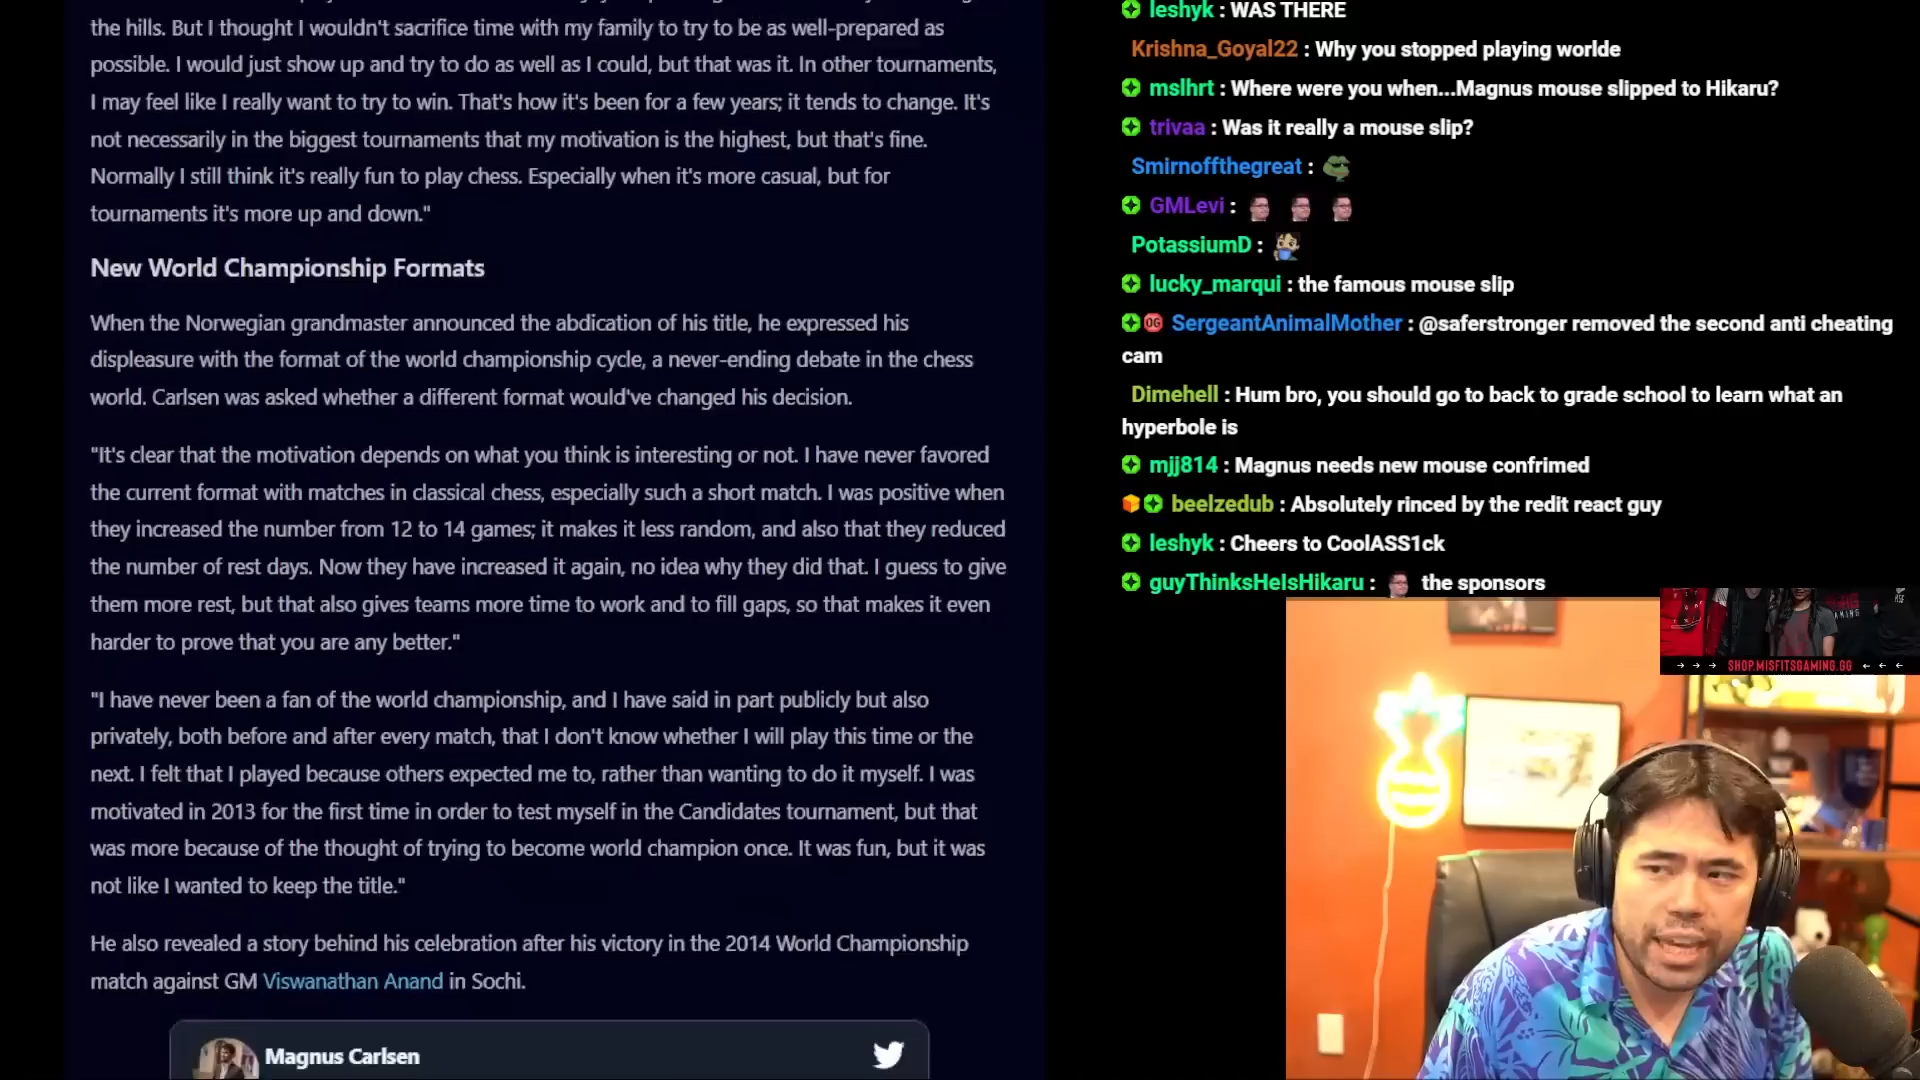 the hills. But I thought I wouldn't sacrifice time with my family to try to be as well-prepared as
possible. I would just show up and try to do as well as I could, but that was it. In other tournaments,
I may feel like I really want to try to win. That's how it's been for a few years; it tends to change. It's
not necessarily in the biggest tournaments that my motivation is the highest, but that's fine.
Normally I still think it's really fun to play chess. Especially when it's more casual, but for
tournaments it's more up and down."
New World Championship Formats
When the Norwegian grandmaster announced the abdication of his title, he expressed his
displeasure with the format of the world championship cycle, a never-ending debate in the chess
world. Carlsen was asked whether a different format would've changed his decision.
"It's clear that the motivation depends on what you think is interesting or not. I have never favored
the current format with matches in classical chess, especially such a short match. I was positive when
they increased the number from 12 to 14 games; it makes it less random, and also that they reduced
the number of rest days. Now they have increased it again, no idea why they did that. I guess to give
them more rest, but that also gives teams more time to work and to fill gaps, so that makes it even
harder to prove that you are any better."
"I have never been a fan of the world championship, and I have said in part publicly but also
privately, both before and after every match, that I don't know whether I will play this time or the
next. I felt that I played because others expected me to, rather than wanting to do it myself. I was
motivated in 2013 for the first time in order to test myself in the Candidates tournament, but that
was more because of the thought of trying to become world champion once. It was fun, but it was
not like I wanted to keep the title."
He also revealed a story behind his celebration after his victory in the 2014 World Championship
match against GM Viswanathan Anand in Sochi.
Magnus Carlsen
leshyk : WAS THERE
Krishna_Goyal22 : Why you stopped playing worlde
mslhrt : Where were you when...Magnus mouse slipped to Hikaru?
trivaa : Was it really a mouse slip?
Smirnoffthegreat :
GMLevi :
PotassiumD :
lucky_marqui : the famous mouse slip
OG SergeantAnimalMother : @saferstronger removed the second anti cheating
cam
Dimehell : Hum bro, you should go to back to grade school to learn what an
hyperbole is
mjj814 : Magnus needs new mouse confrimed
beelzedub : Absolutely rinced by the redit react guy
leshyk : Cheers to CoolASS1ck
guyThinksHeIsHikaru : the sponsors
→ → → SHOP.MISFITSGAMING.GG ← ← ←